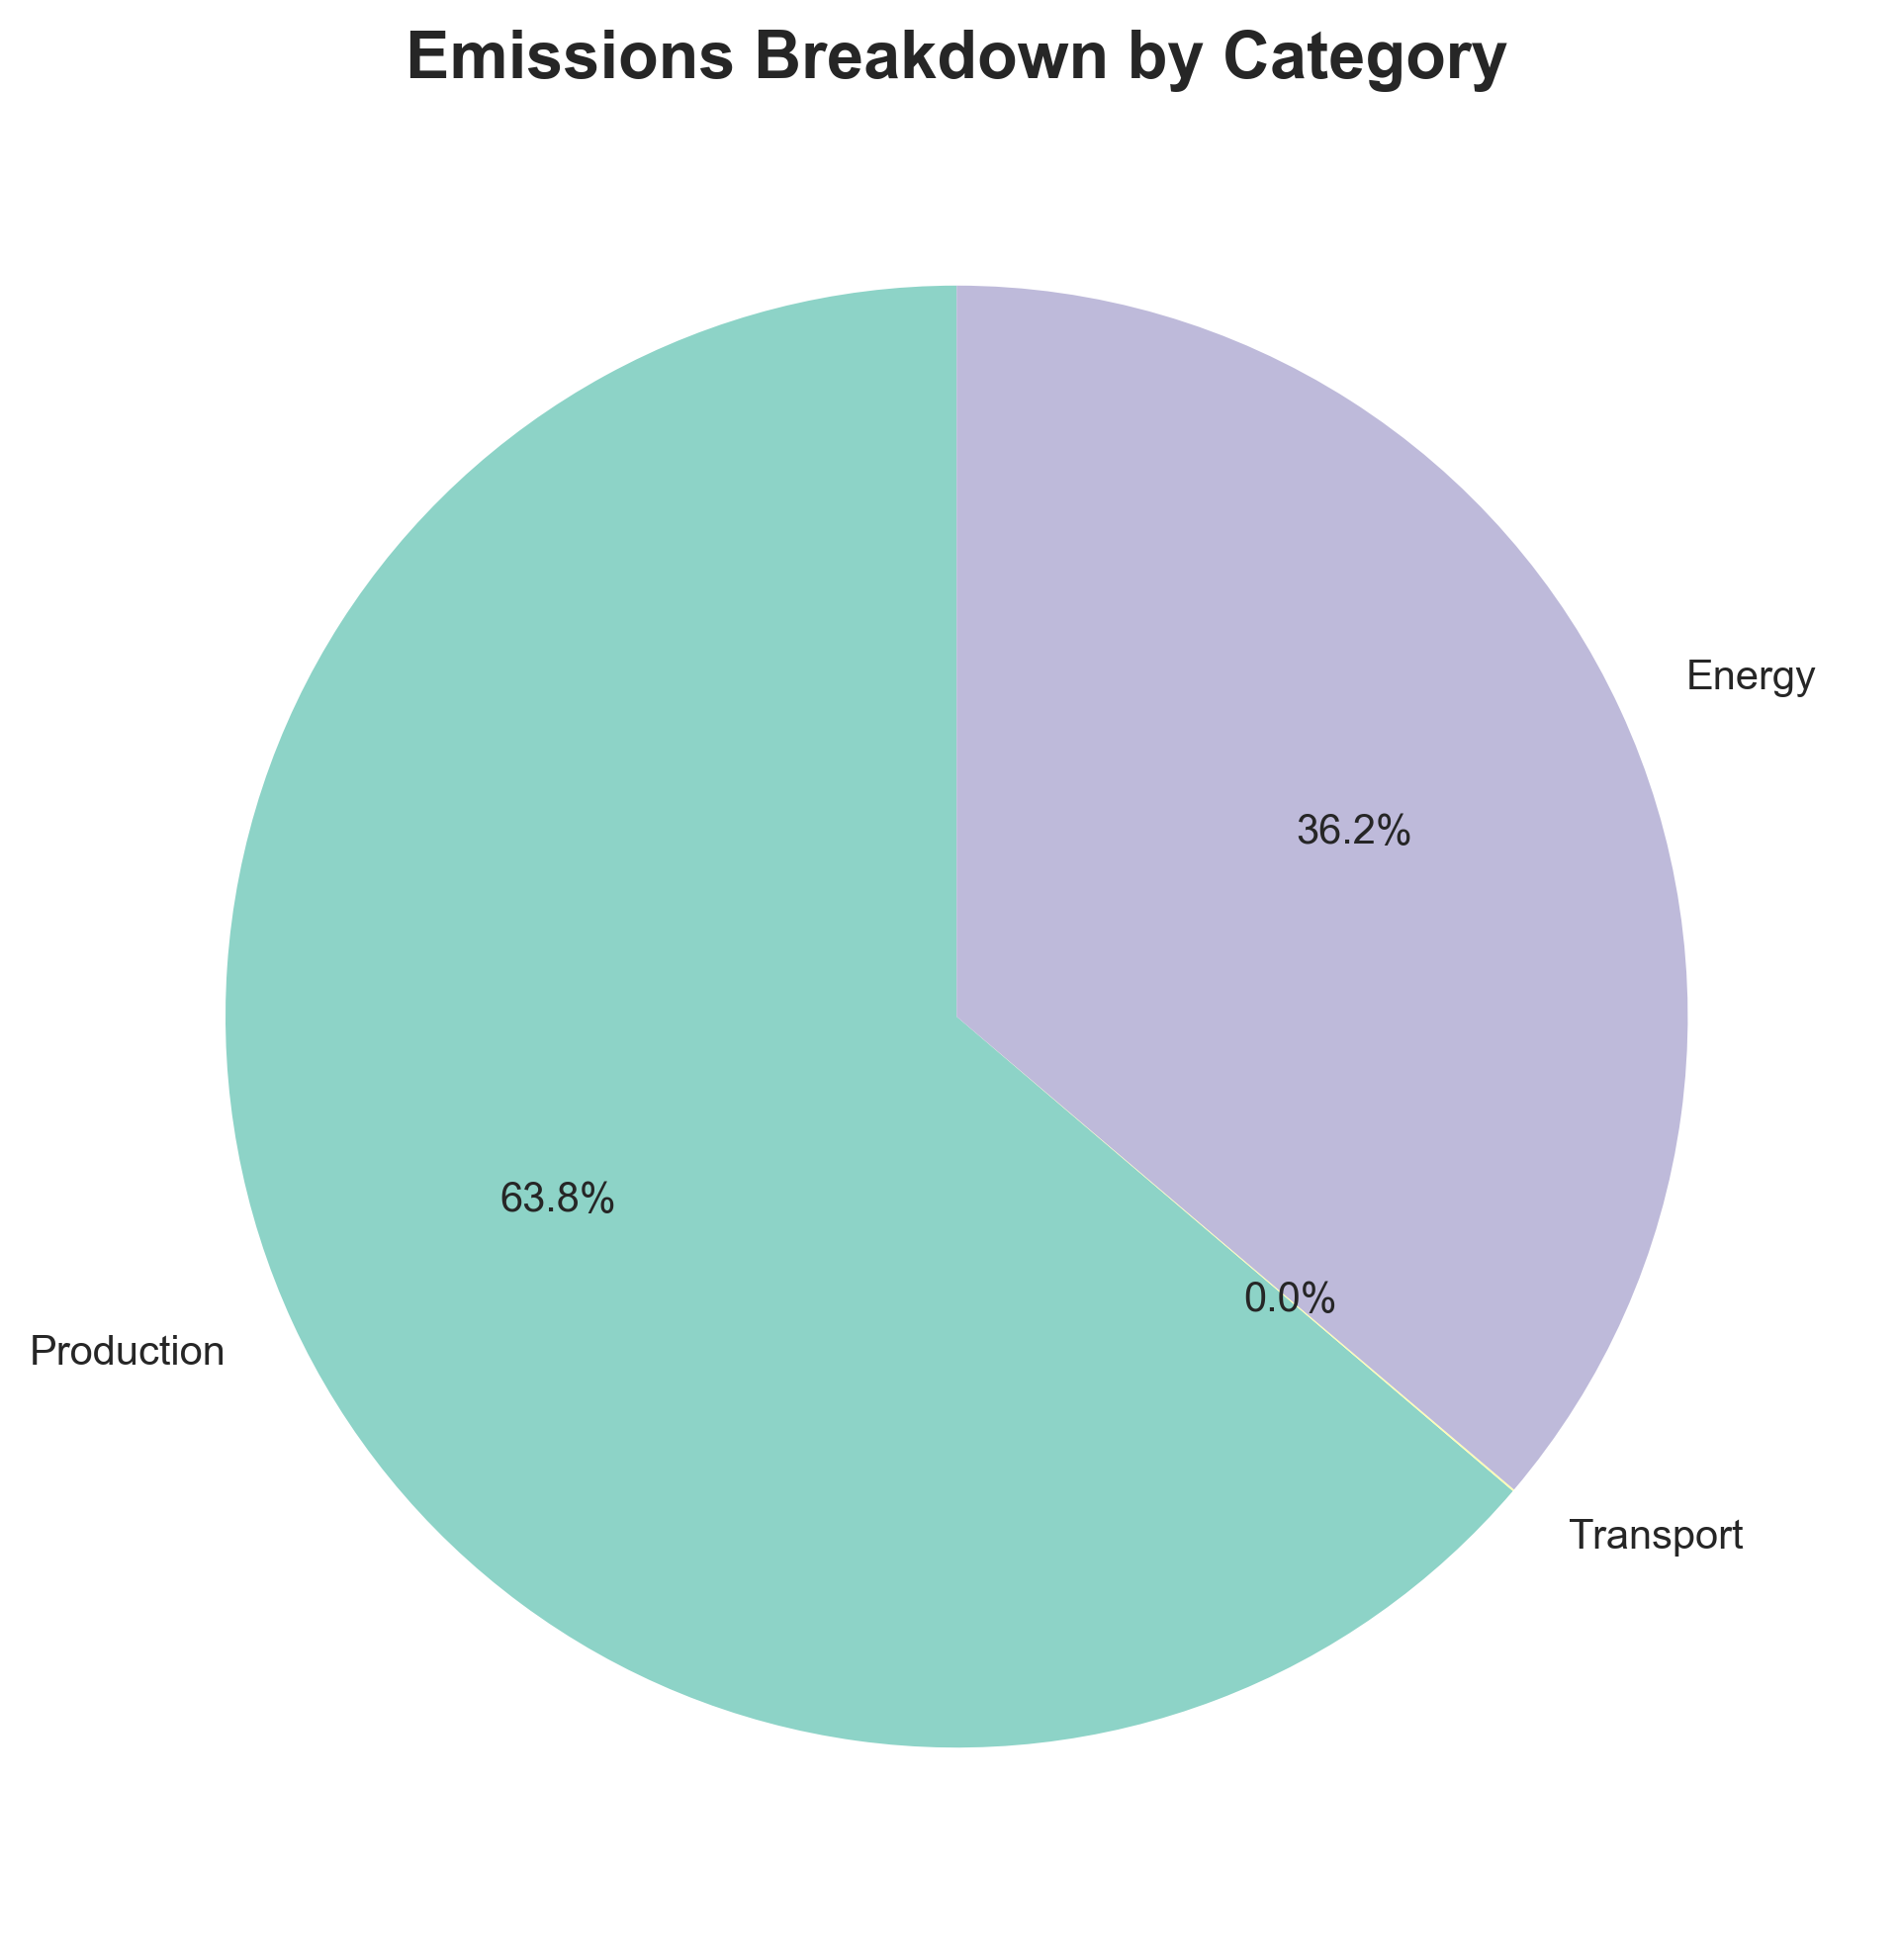 Emissions Breakdown by Category
Energy
36.2%
63.8%
0.0%
Production
Transport